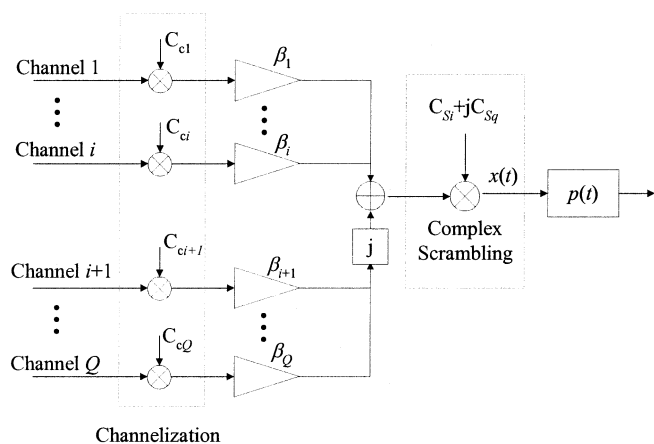 C_c1
β_1
Channel 1
C_Si+jC_Sq
C_ci
β_i
Channel i
x(t)
p(t)
Complex
Scrambling
j
C_ci+1
β_i+1
Channel i+1
C_cQ
β_Q
Channel Q
Channelization